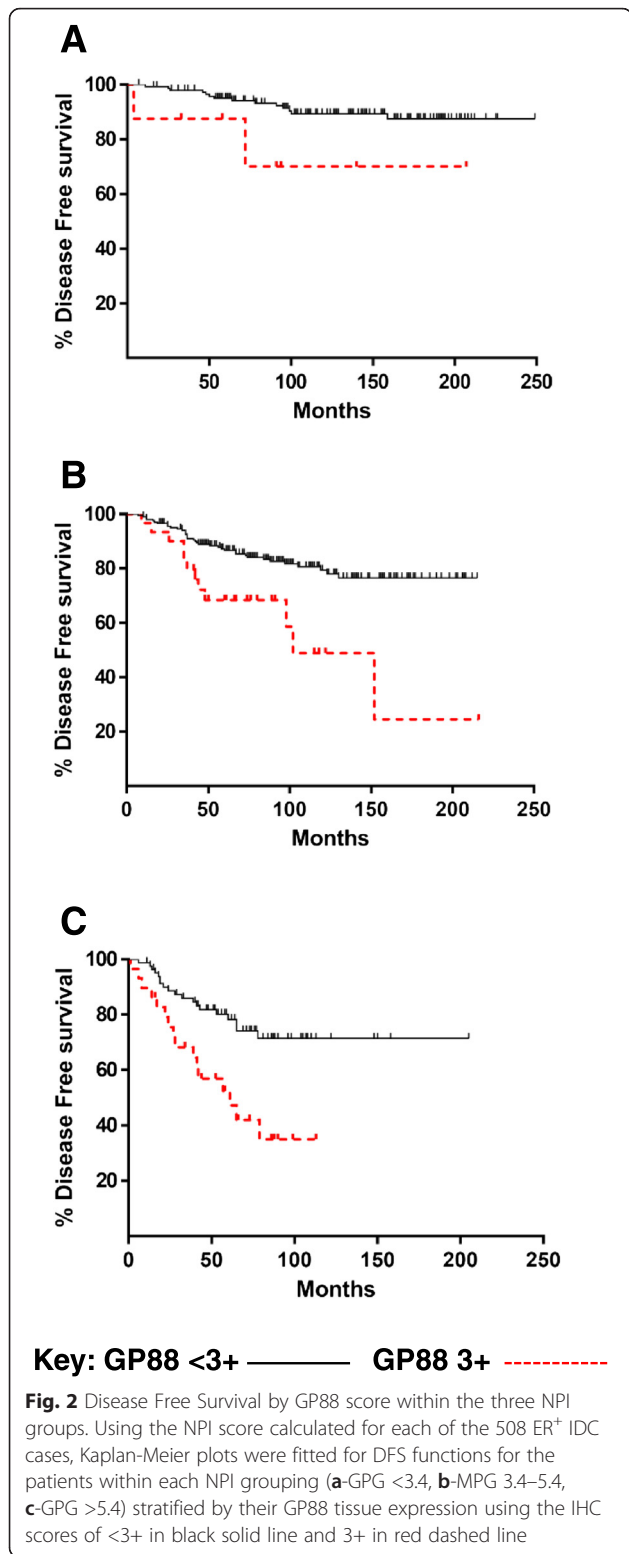 A
% Disease Free survival
100
80
60
40
20
50 100 150 200 250
Months
B
% Disease Free survival
100
80
60
40
20
0 50 100 150 200 250
Months
C
% Disease Free survival
100
80
60
40
20
0 50 100 150 200 250
Months
Key: GP88 <3+ GP88 3+
Fig. 2 Disease Free Survival by GP88 score within the three NPI
groups. Using the NPI score calculated for each of the 508 ER+ IDC
cases, Kaplan-Meier plots were fitted for DFS functions for the
patients within each NPI grouping (a-GPG <3.4, b-MPG 3.4–5.4,
c-GPG >5.4) stratified by their GP88 tissue expression using the IHC
scores of <3+ in black solid line and 3+ in red dashed line